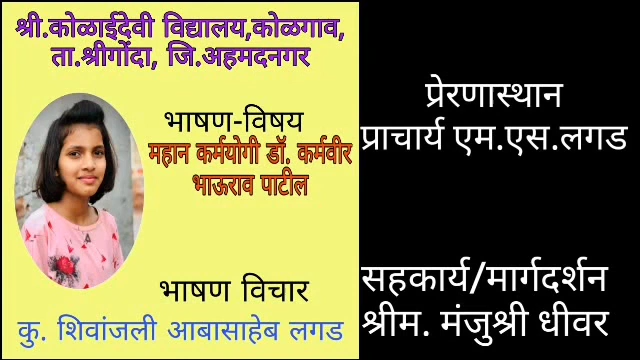 श्री.कोळाईदेवी विद्यालय,कोळगाव,
ता.श्रीगोंदा, जि.अहमदनगर
भाषण-विषय
महान कर्मयोगी डॉ. कर्मवीर
भाऊराव पाटील
भाषण विचार
कु. शिवांजली आबासाहेब लगड
प्रेरणास्थान
प्राचार्य एम.एस.लगड
सहकार्य/मार्गदर्शन
श्रीम. मंजुश्री धीवर